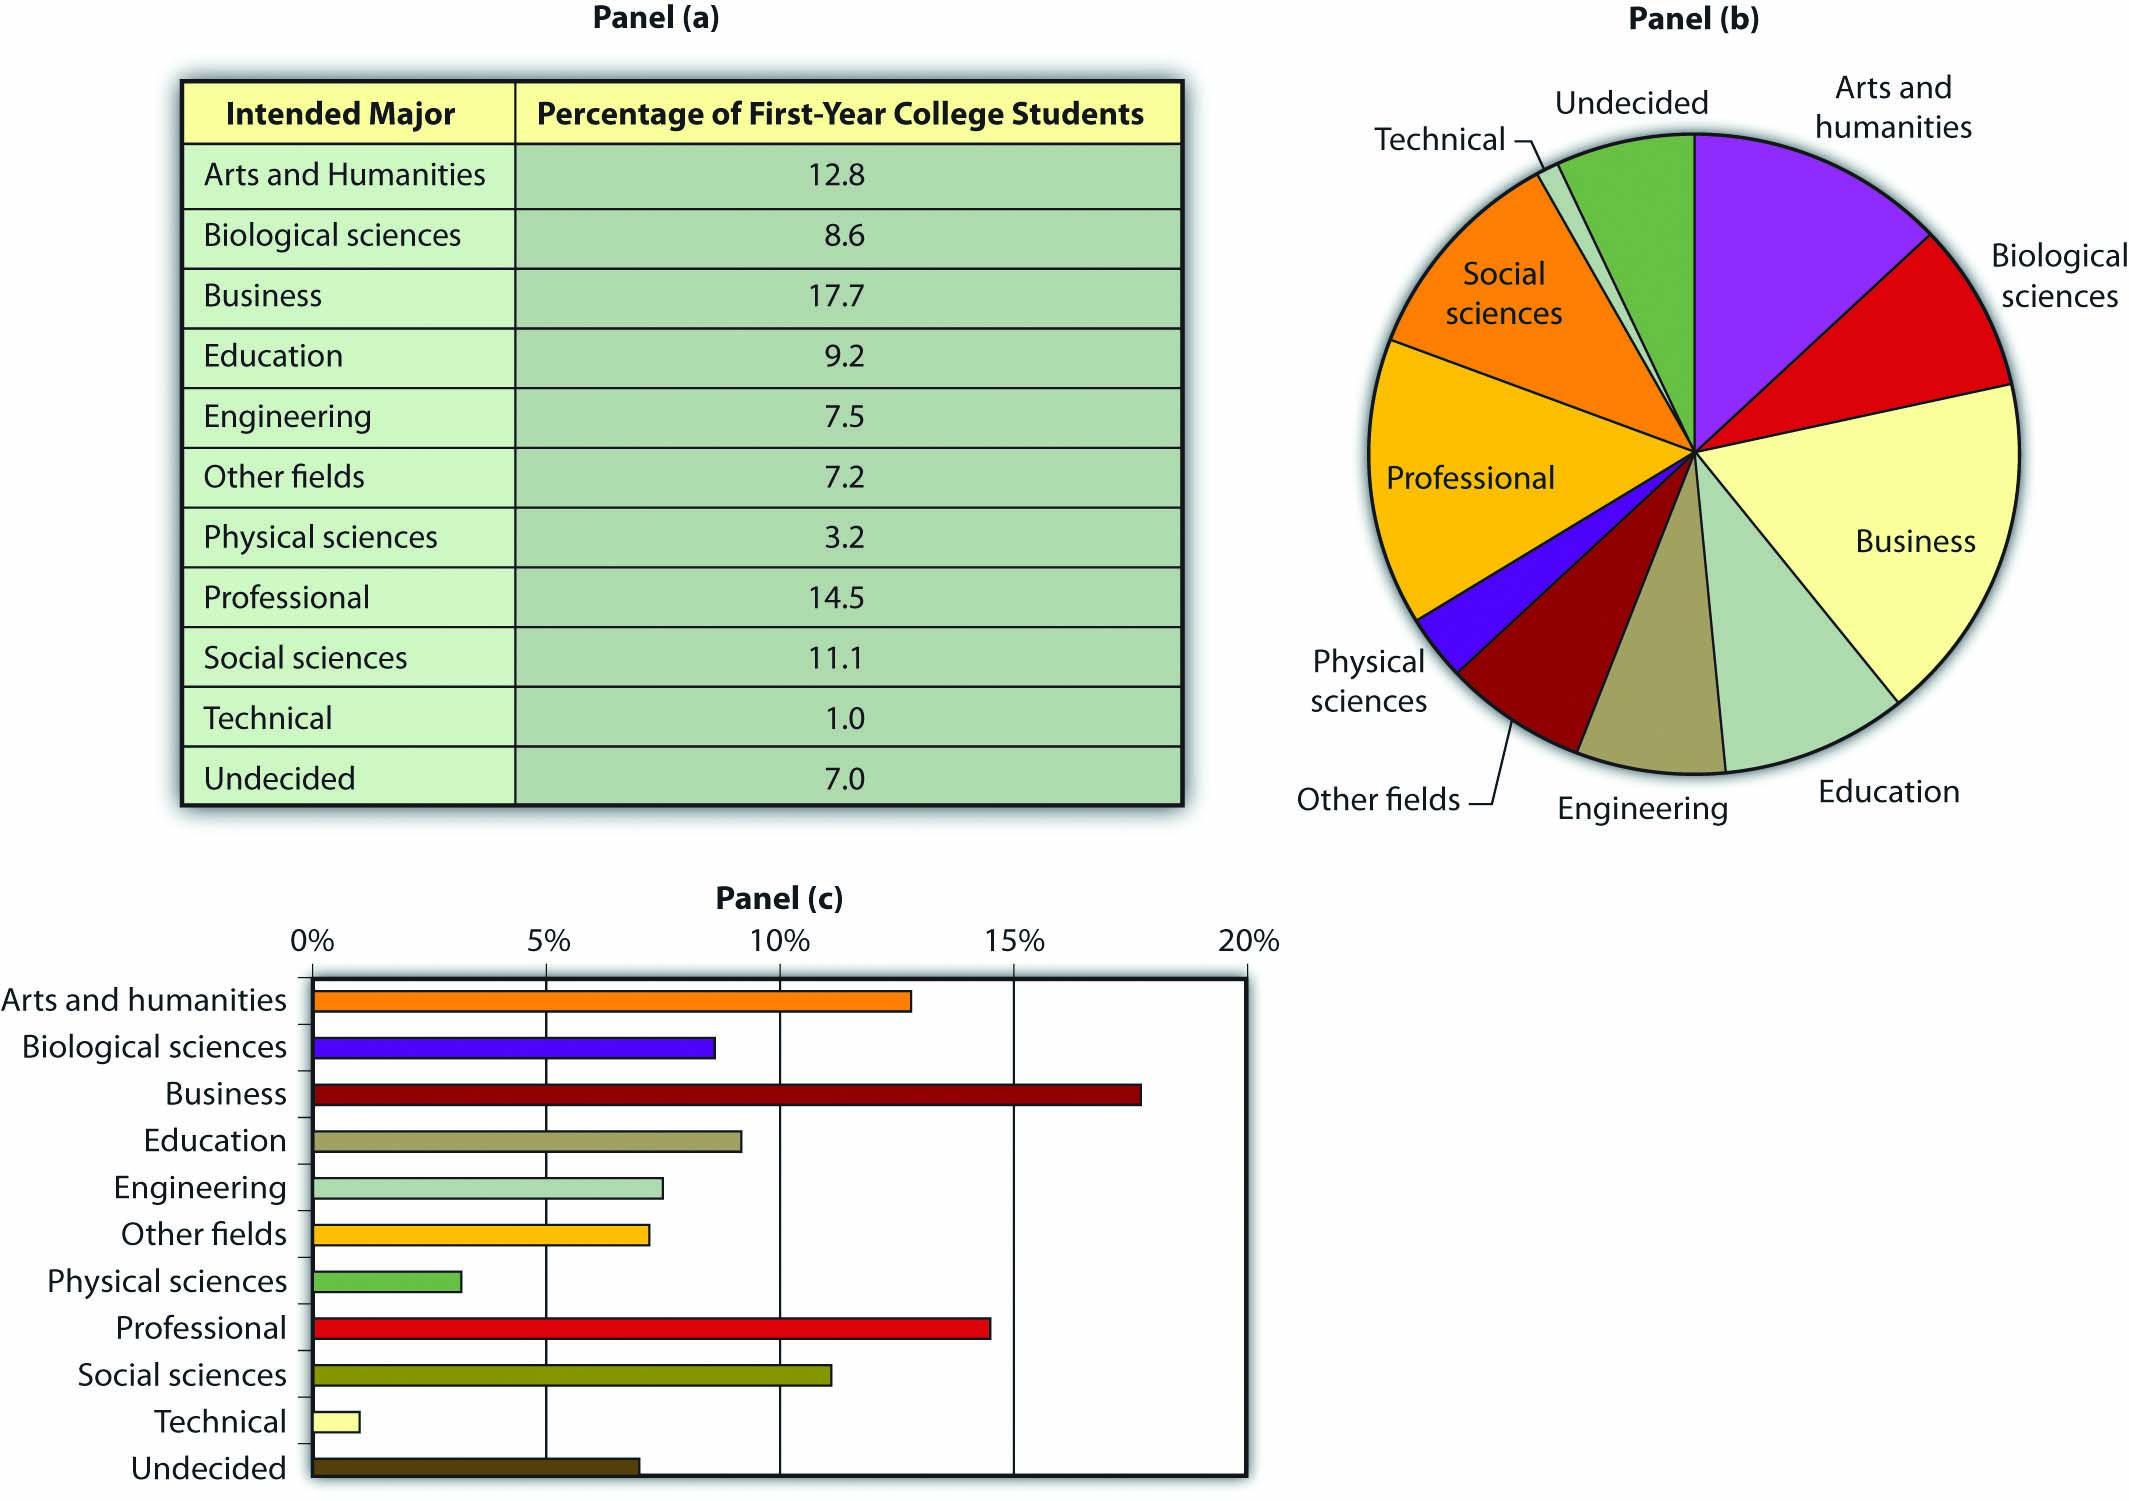 Panel (a)
Intended Major Percentage of First-Year College Students
Arts and Humanities 12.8
Biological sciences 8.6
Business 17.7
Education 9.2
Engineering 7.5
Other fields 7.2
Physical sciences 3.2
Professional 14.5
Social sciences 11.1
Technical 1.0
Undecided 7.0
Panel (b)
Undecided
Arts and
humanities
Technical
Biological
sciences
Social
sciences
Professional
Business
Physical
sciences
Other fields
Engineering
Education
Panel (c)
0% 5% 10% 15% 20%
Arts and humanities
Biological sciences
Business
Education
Engineering
Other fields
Physical sciences
Professional
Social sciences
Technical
Undecided